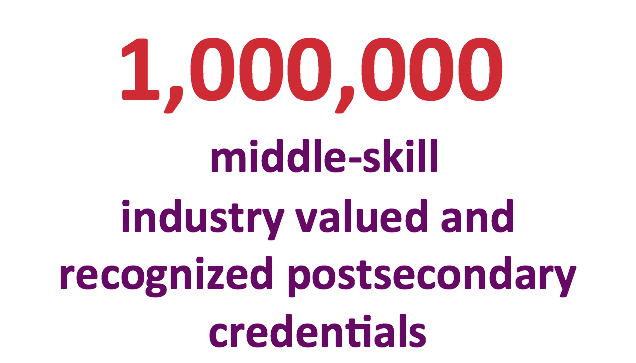 1,000,000
middle-skill
industry valued and
recognized postsecondary
credentials